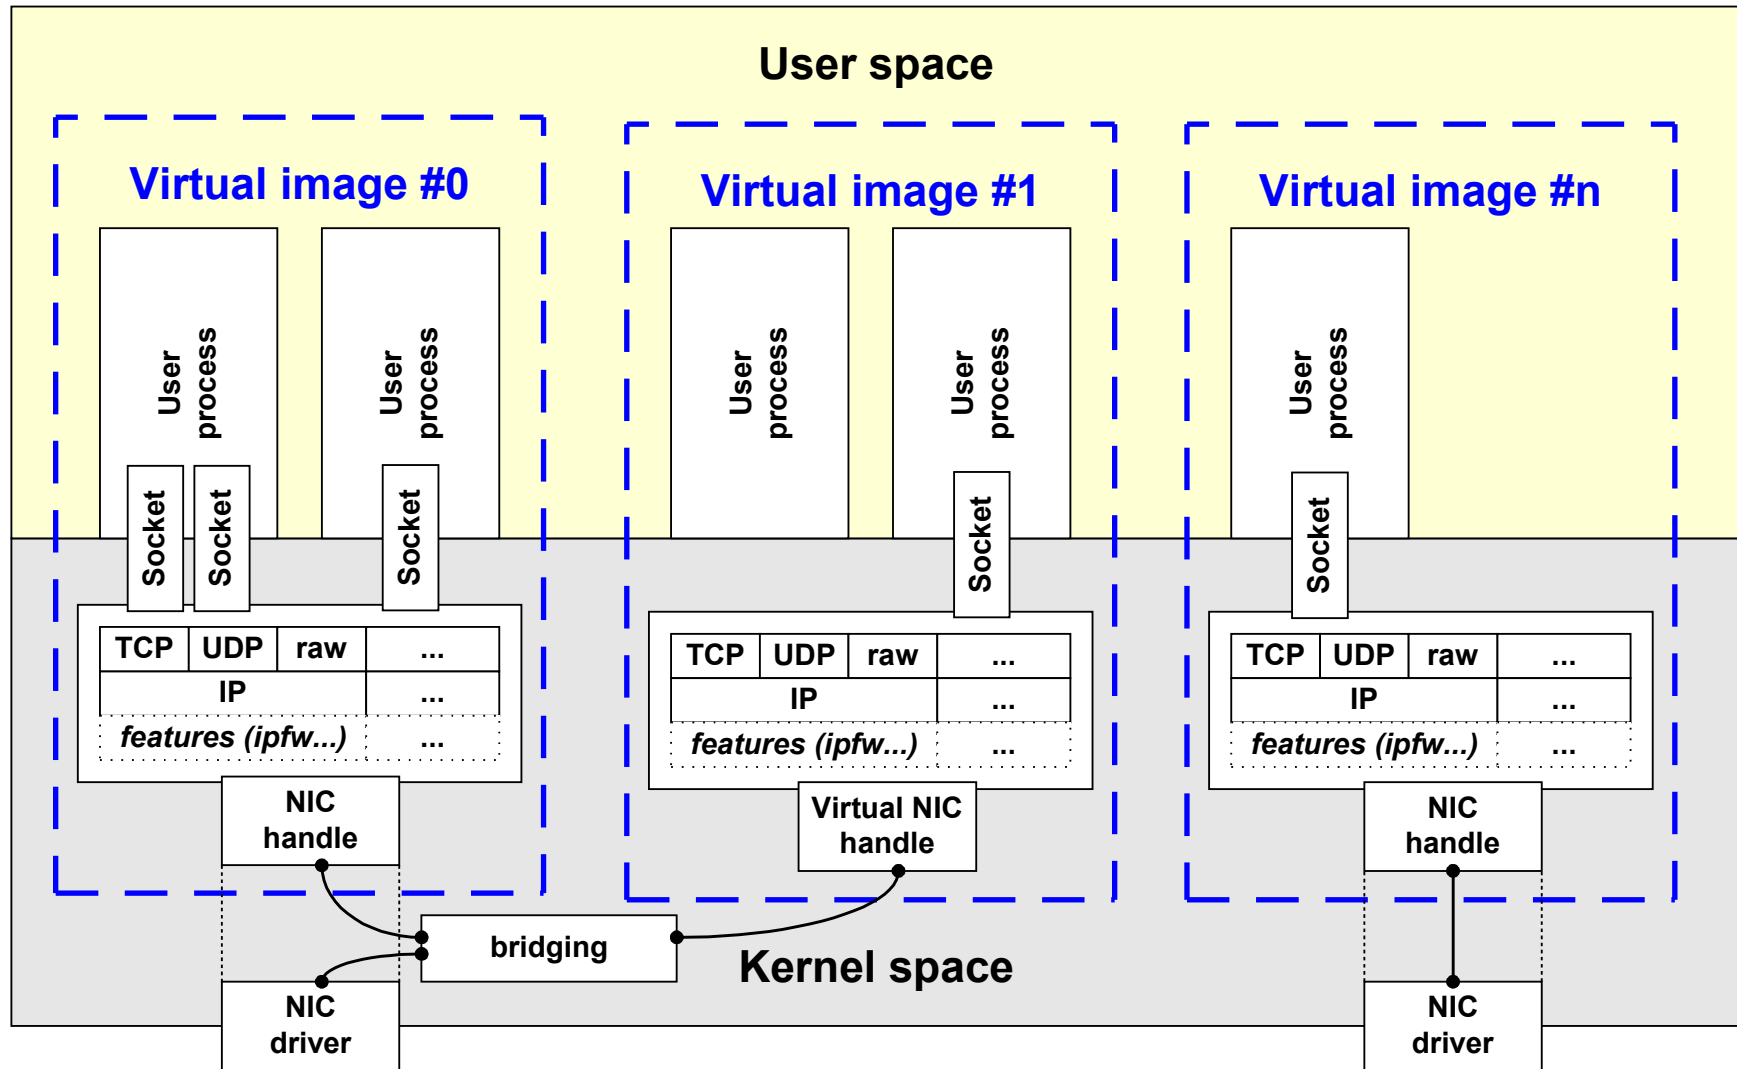 User space
Virtual image #0
Virtual image #1
Virtual image #n
User
process
User
process
User
process
User
process
User
process
Socket
Socket
Socket
Socket
Socket
TCP UDP raw ...
IP ...
features (ipfw...) ...
TCP UDP raw ...
IP ...
features (ipfw...) ...
TCP UDP raw ...
IP ...
features (ipfw...) ...
NIC
handle
Virtual NIC
handle
NIC
handle
bridging
Kernel space
NIC
driver
NIC
driver